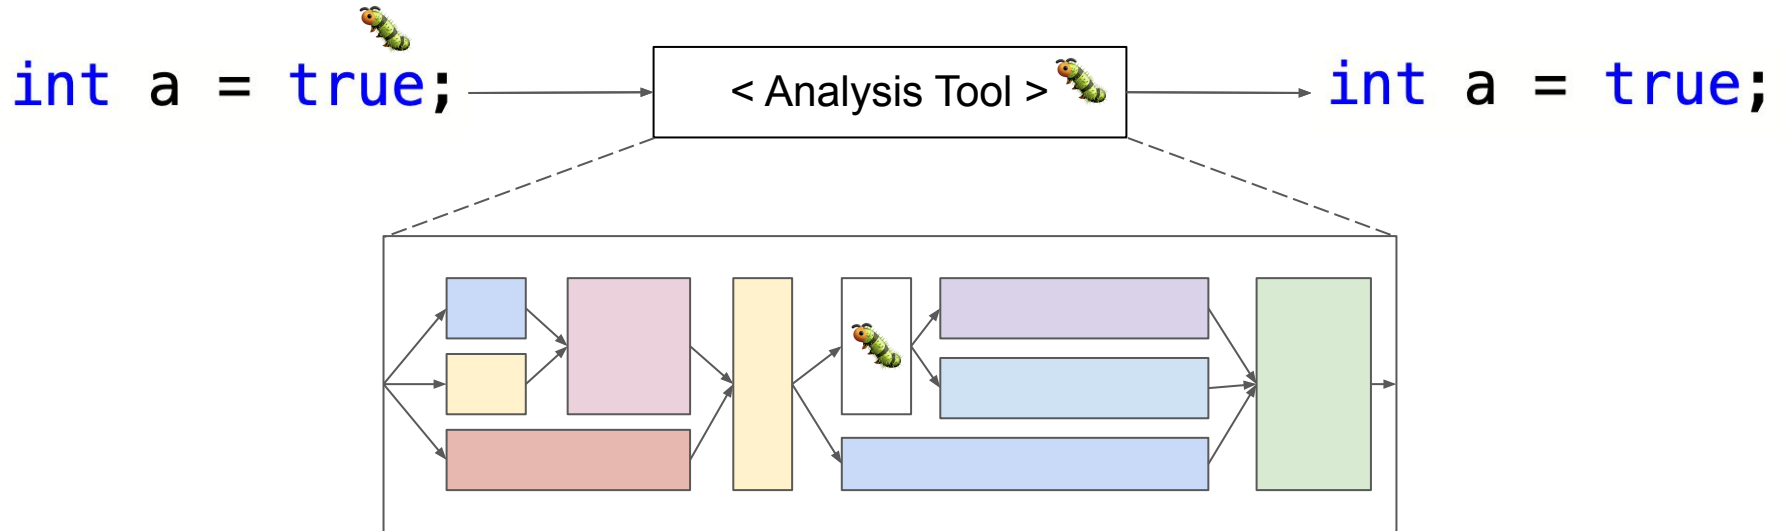 int a = true;
< Analysis Tool >
int a = true;